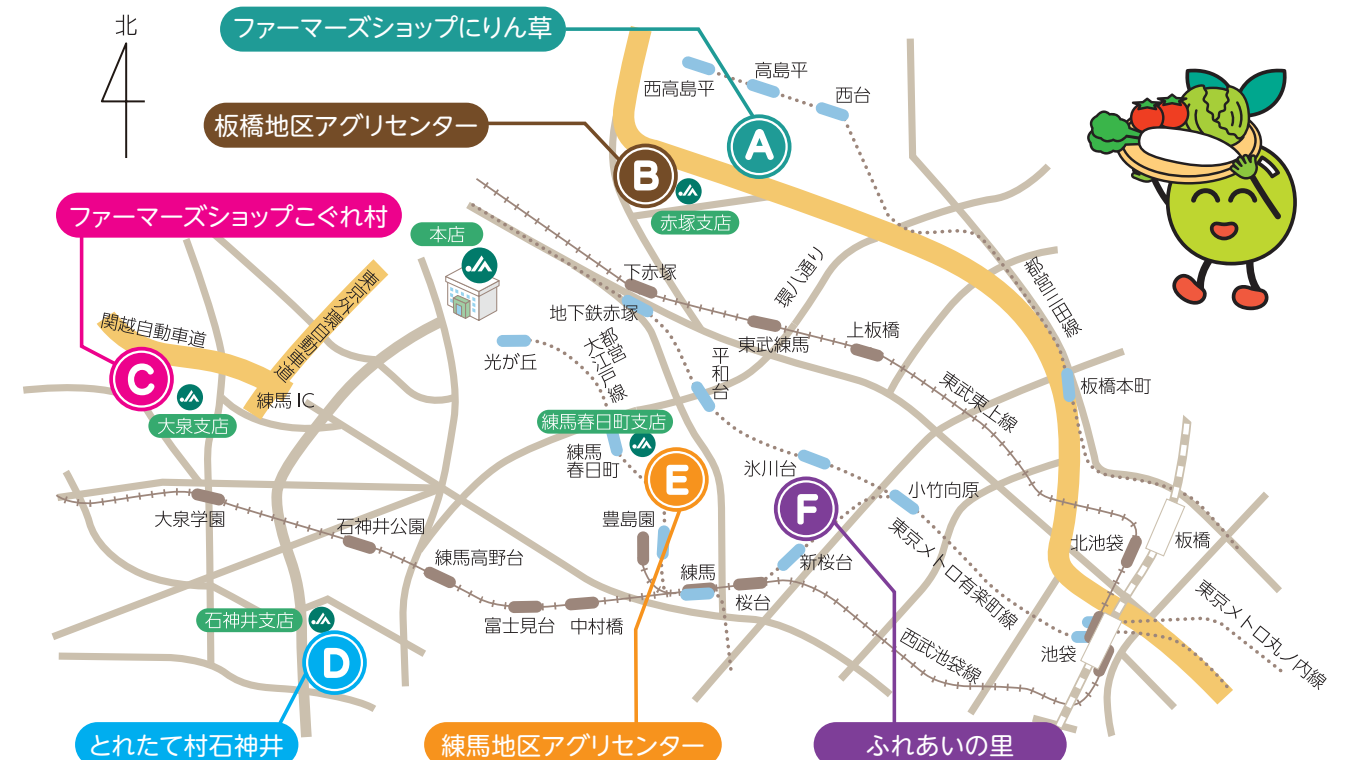 北
ファーマーズショップにりん草
板橋地区アグリセンター
ファーマーズショップこぐれ村
A
B
C
D
E
F
西高島平
高島平
西台
赤塚支店
本店
下赤塚
地下鉄赤塚
環八通り
都営三田線
東武練馬
上板橋
東京外環自動車道
関越自動車道
練馬IC
大泉支店
光が丘
都営
大江戸線
平和台
東武東上線
板橋本町
練馬春日町支店
練馬
春日町
氷川台
小竹向原
大泉学園
石神井公園
豊島園
練馬高野台
練馬
新桜台
東京メトロ有楽町線
北池袋
板橋
富士見台
中村橋
桜台
西武池袋線
池袋
東京メトロ丸ノ内線
石神井支店
とれたて村石神井
練馬地区アグリセンター
ふれあいの里